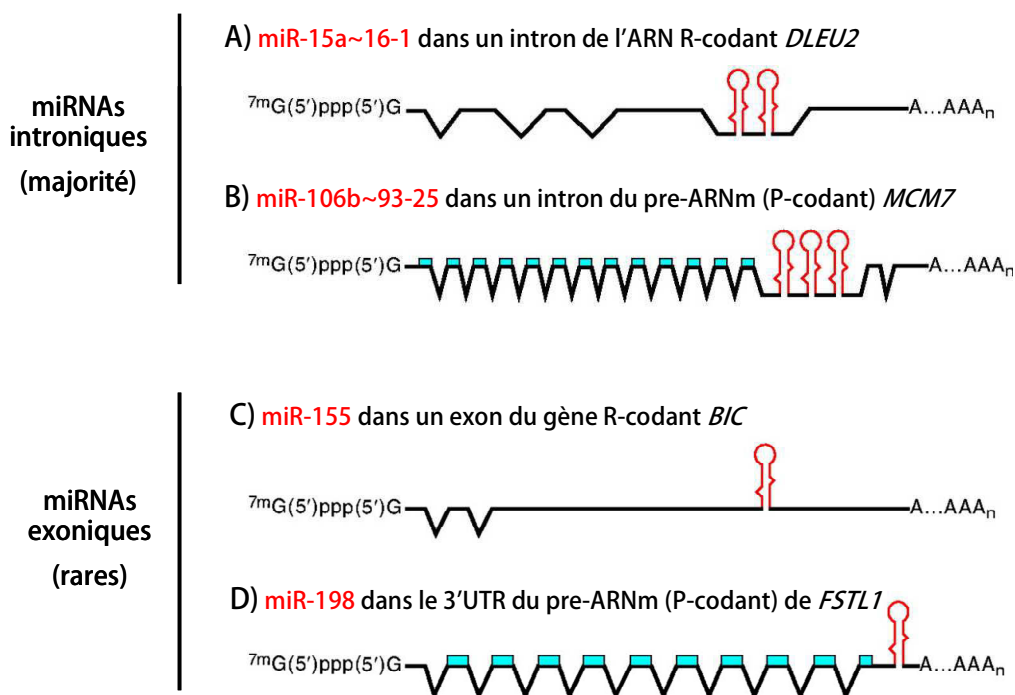 miRNAs
introniques
(majorité)
A) miR-15a~16-1 dans un intron de l’ARN R-codant DLEU2
7mG(5′)ppp(5′)G A…AAAn
B) miR-106b~93-25 dans un intron du pre-ARNm (P-codant) MCM7
7mG(5′)ppp(5′)G A…AAAn
miRNAs
exoniques
(rares)
C) miR-155 dans un exon du gène R-codant BIC
7mG(5′)ppp(5′)G A…AAAn
D) miR-198 dans le 3’UTR du pre-ARNm (P-codant) de FSTL1
7mG(5′)ppp(5′)G A…AAAn